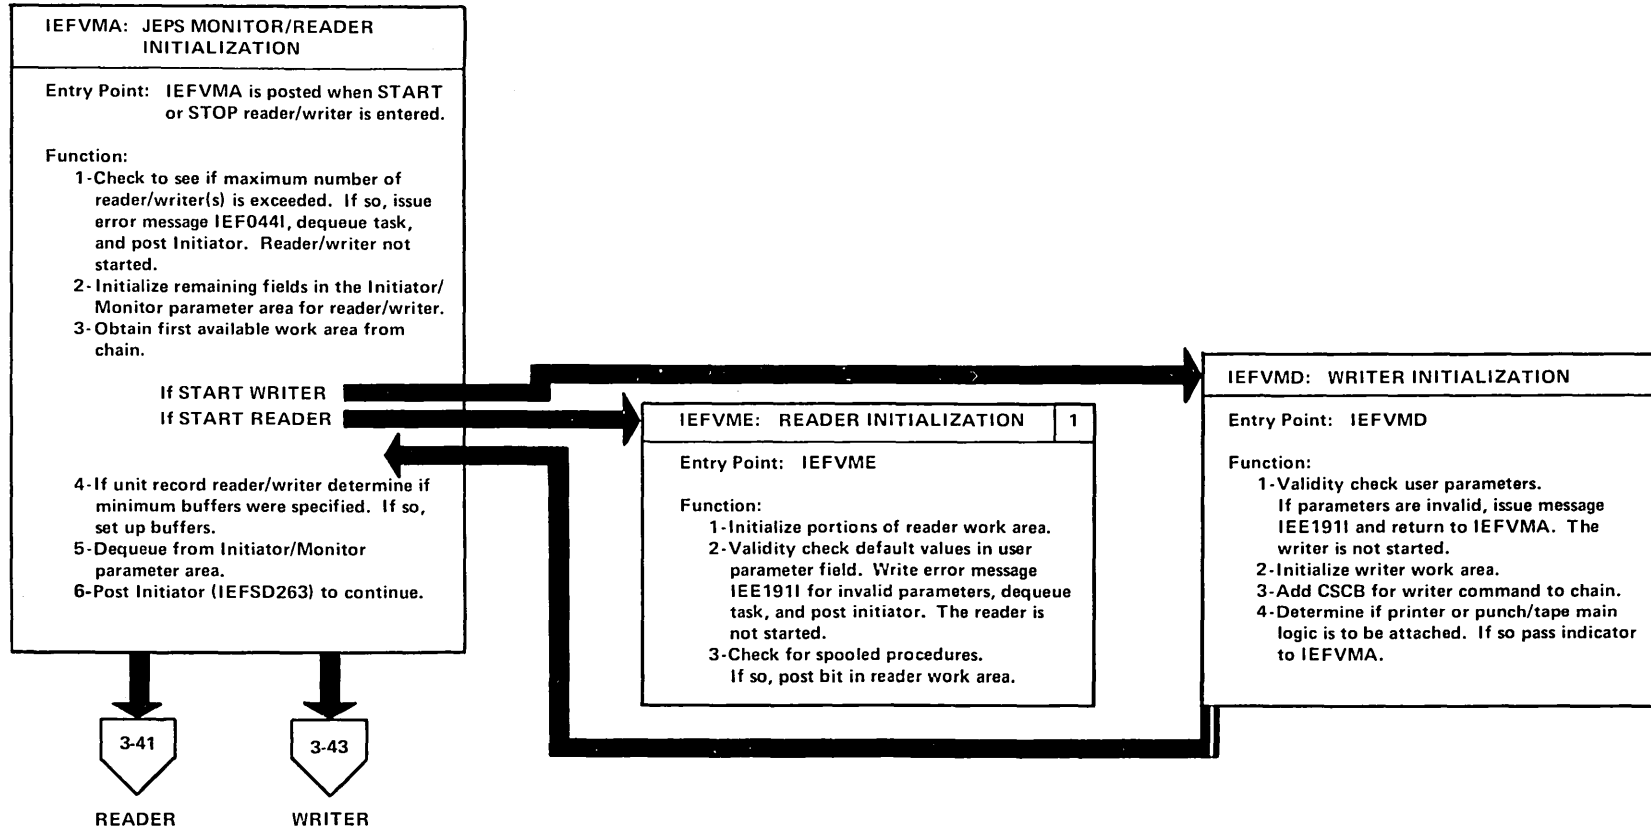 IEFVMA: JEPS MONITOR/READER
INITIALIZATION
Entry Point: IEFVMA is posted when START
or STOP reader/writer is entered.
Function:
1-Check to see if maximum number of
reader/writer(s) is exceeded. If so, issue
error message IEF044I, dequeue task,
and post Initiator. Reader/writer not
started.
2-Initialize remaining fields in the Initiator/
Monitor parameter area for reader/writer.
3-Obtain first available work area from
chain.
If START WRITER
If START READER
4-If unit record reader/writer determine if
minimum buffers were specified. If so,
set up buffers.
5-Dequeue from Initiator/Monitor
parameter area.
6-Post Initiator (IEFSD263) to continue.
3-41
READER
3-43
WRITER
IEFVME: READER INITIALIZATION 1
Entry Point: IEFVME
Function:
1-Initialize portions of reader work area.
2-Validity check default values in user
parameter field. Write error message
IEE191I for invalid parameters, dequeue
task, and post initiator. The reader is
not started.
3-Check for spooled procedures.
If so, post bit in reader work area.
IEFVMD: WRITER INITIALIZATION
Entry Point: IEFVMD
Function:
1-Validity check user parameters.
If parameters are invalid, issue message
IEE191I and return to IEFVMA. The
writer is not started.
2-Initialize writer work area.
3-Add CSCB for writer command to chain.
4-Determine if printer or punch/tape main
logic is to be attached. If so pass indicator
to IEFVMA.